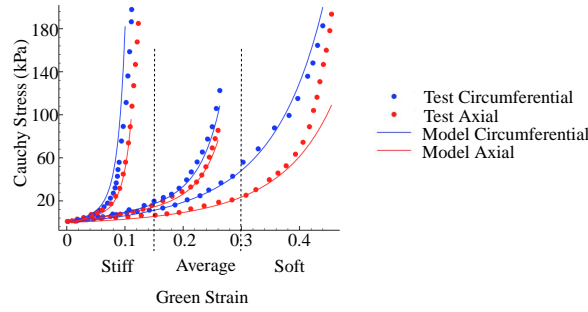 Cauchy Stress (kPa)
180
140
100
60
20
0
0.1
0.2
0.3
0.4
Stiff
Average
Soft
Green Strain
Test Circumferential
Test Axial
Model Circumferential
Model Axial